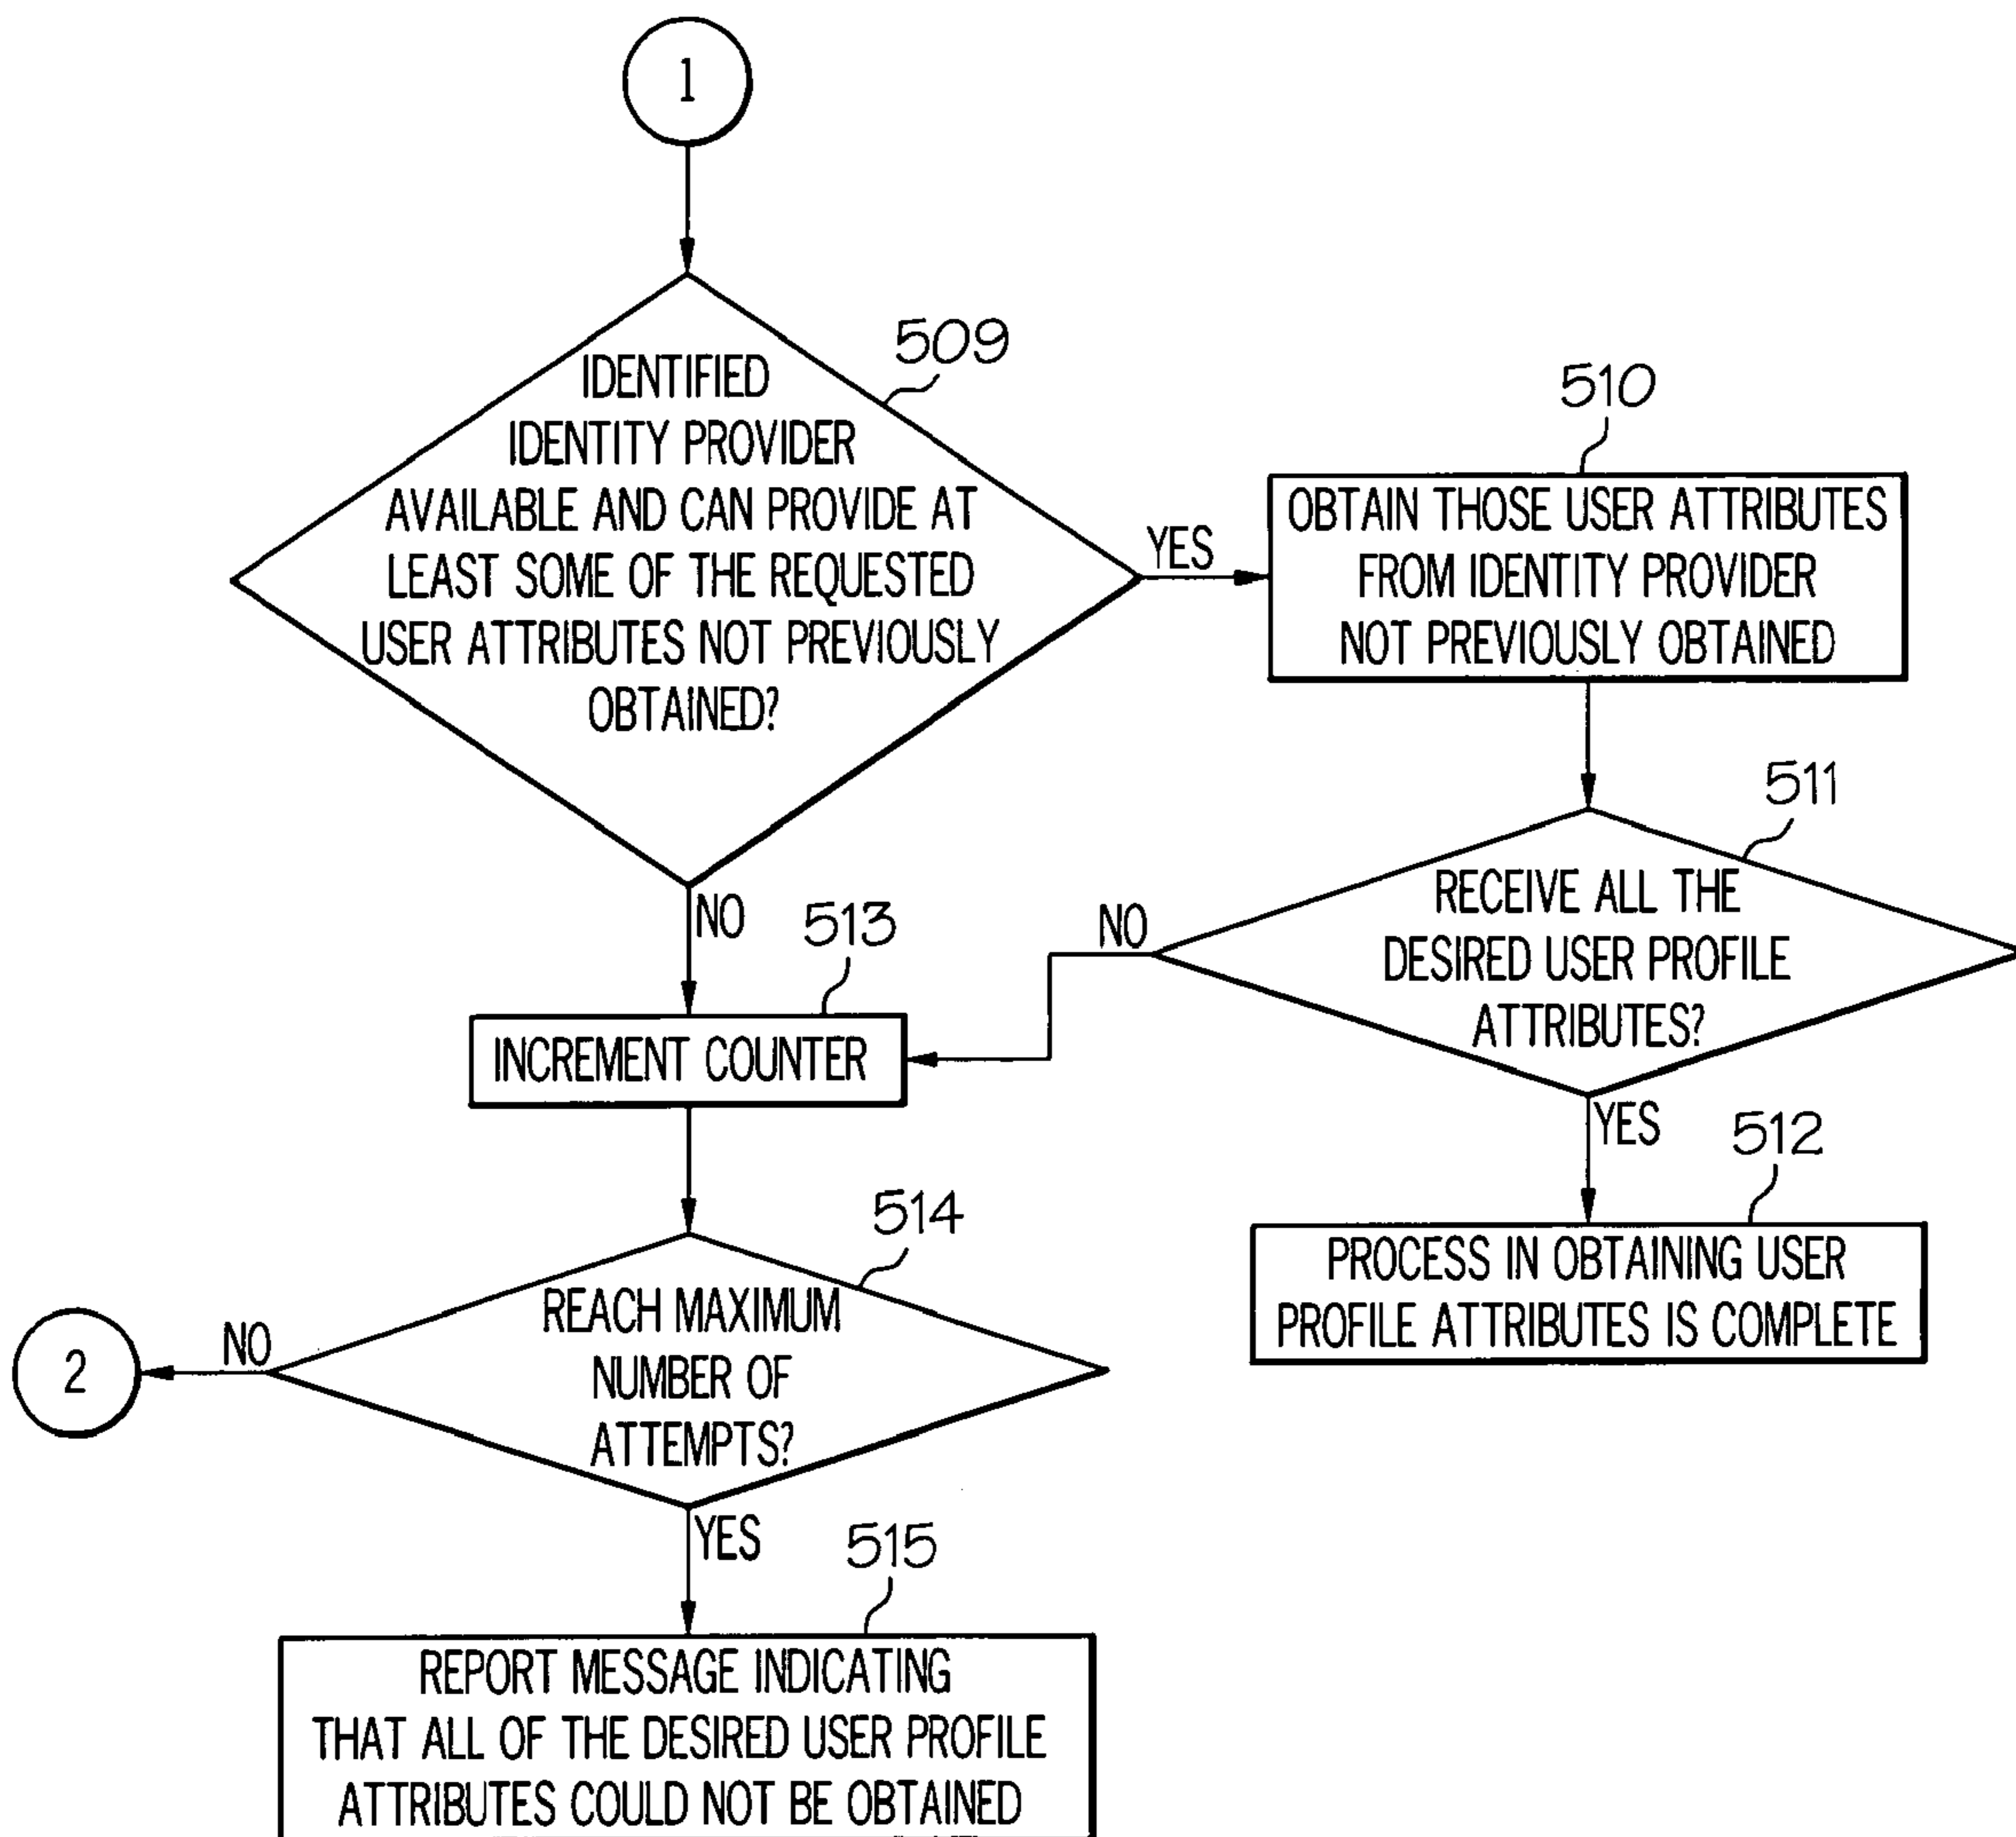 1
509
IDENTIFIED
IDENTITY PROVIDER
AVAILABLE AND CAN PROVIDE AT
LEAST SOME OF THE REQUESTED
USER ATTRIBUTES NOT PREVIOUSLY
OBTAINED?
YES
510
OBTAIN THOSE USER ATTRIBUTES
FROM IDENTITY PROVIDER
NOT PREVIOUSLY OBTAINED
511
RECEIVE ALL THE
DESIRED USER PROFILE
ATTRIBUTES?
NO
YES
512
PROCESS IN OBTAINING USER
PROFILE ATTRIBUTES IS COMPLETE
NO
513
INCREMENT COUNTER
514
REACH MAXIMUM
NUMBER OF
ATTEMPTS?
NO
2
YES
515
REPORT MESSAGE INDICATING
THAT ALL OF THE DESIRED USER PROFILE
ATTRIBUTES COULD NOT BE OBTAINED